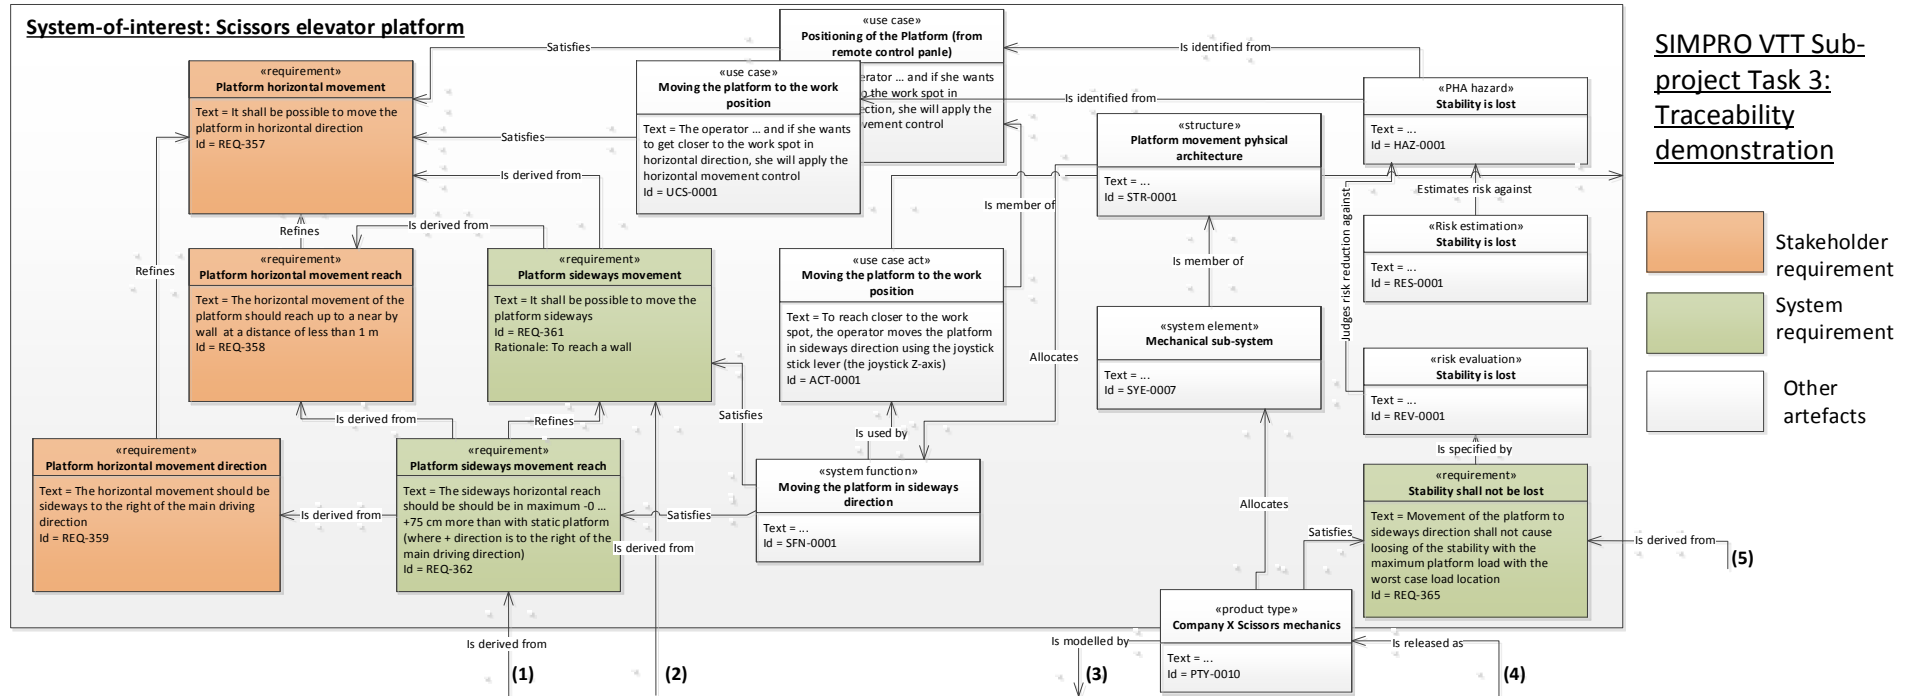 System-of-interest: Scissors elevator platform
«use case»
Positioning of the Platform (from
remote control panle)
erator ... and if she wants
the work spot in
ection, she will apply the
vement control
SIMPRO VTT Sub-
project Task 3:
Traceability
demonstration
Satisfies
Is identified from
«requirement»
Platform horizontal movement
Text = It shall be possible to move the
platform in horizontal direction
Id = REQ-357
«use case»
Moving the platform to the work
position
Text = The operator ... and if she wants
to get closer to the work spot in
horizontal direction, she will apply the
horizontal movement control
Id = UCS-0001
Is identified from
«PHA hazard»
Stability is lost
Text = ...
Id = HAZ-0001
Satisfies
«structure»
Platform movement pyhsical
architecture
Text = ...
Id = STR-0001
Is derived from
Is member of
Judges risk reduction against
Estimates risk against
Stakeholder
requirement
Refines
Is derived from
«Risk estimation»
Stability is lost
Text = ...
Id = RES-0001
Refines
«requirement»
Platform horizontal movement reach
Text = The horizontal movement of the
platform should reach up to a near by
wall at a distance of less than 1 m
Id = REQ-358
«requirement»
Platform sideways movement
Text = It shall be possible to move the
platform sideways
Id = REQ-361
Rationale: To reach a wall
«use case act»
Moving the platform to the work
position
Text = To reach closer to the work
spot, the operator moves the platform
in sideways direction using the joystick
stick lever (the joystick Z-axis)
Id = ACT-0001
Is member of
Allocates
«system element»
Mechanical sub-system
Text = ...
Id = SYE-0007
System
requirement
«risk evaluation»
Stability is lost
Text = ...
Id = REV-0001
Other
artefacts
Is derived from
Refines
Satisfies
Is used by
Is specified by
«requirement»
Platform horizontal movement direction
Text = The horizontal movement should be
sideways to the right of the main driving
direction
Id = REQ-359
Is derived from
«requirement»
Platform sideways movement reach
Text = The sideways horizontal reach
should be should be in maximum -0 ...
+75 cm more than with static platform
(where + direction is to the right of the
main driving direction)
Id = REQ-362
Satisfies
Is derived from
«system function»
Moving the platform in sideways
direction
Text = ...
Id = SFN-0001
Allocates
Satisfies
«requirement»
Stability shall not be lost
Text = Movement of the platform to
sideways direction shall not cause
loosing of the stability with the
maximum platform load with the
worst case load location
Id = REQ-365
Is derived from
(5)
«product type»
Company X Scissors mechanics
Text = ...
Id = PTY-0010
Is derived from
(1)
(2)
Is modelled by
(3)
Is released as
(4)